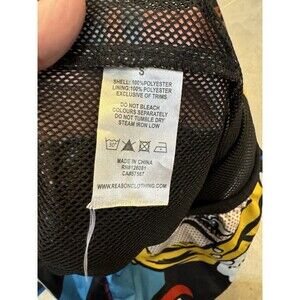 S
SHELL: 100%POLYESTER
LINING:100% POLYESTER
EXCLUSIVE OF TRIMS
DO NOT BLEACH
COLOURS SEPARATELY
DO NOT TUMBLE DRY
STEAM IRON LOW
30°
MADE IN CHINA
WWW.REASONCLOTHING.COM